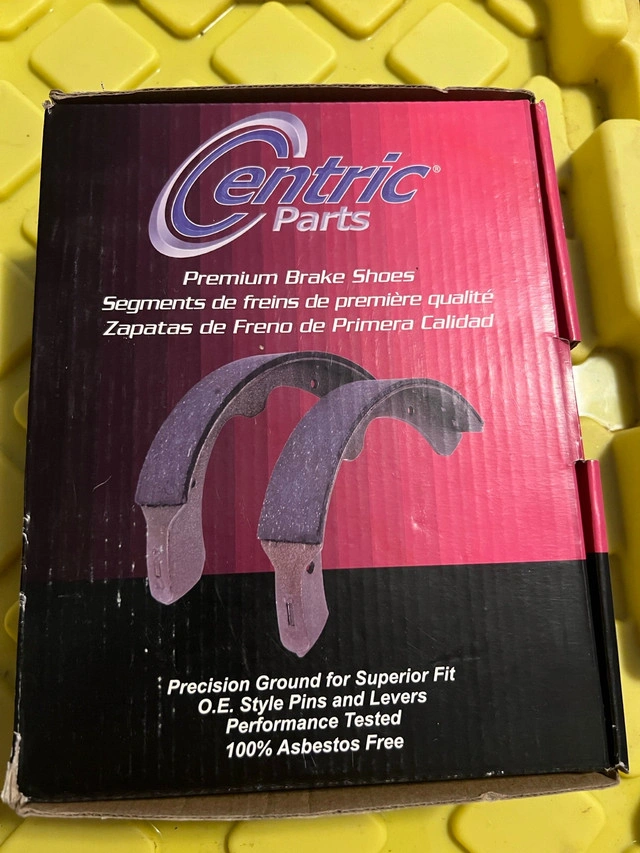 Centric®
Parts
Premium Brake Shoes
Segments de freins de première qualité
Zapatas de Freno de Primera Calidad
Precision Ground for Superior Fit
O.E. Style Pins and Levers
Performance Tested
100% Asbestos Free